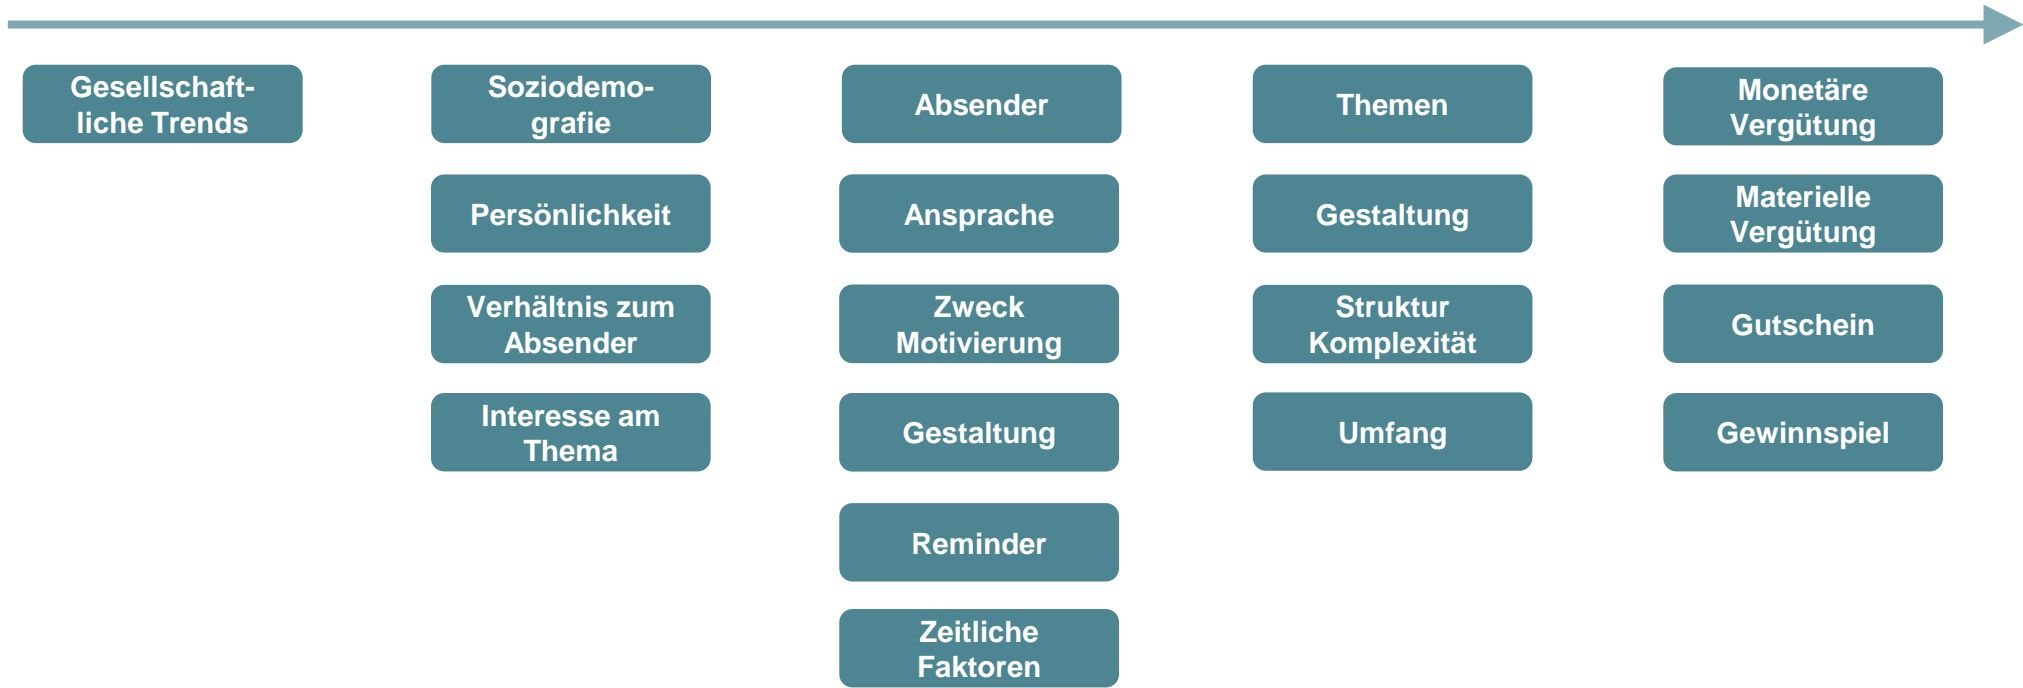 Gesellschaft-
liche Trends
Soziodemo-
grafie
Persönlichkeit
Verhältnis zum
Absender
Interesse am
Thema
Absender
Ansprache
Zweck
Motivierung
Gestaltung
Reminder
Zeitliche
Faktoren
Themen
Gestaltung
Struktur
Komplexität
Umfang
Monetäre
Vergütung
Materielle
Vergütung
Gutschein
Gewinnspiel